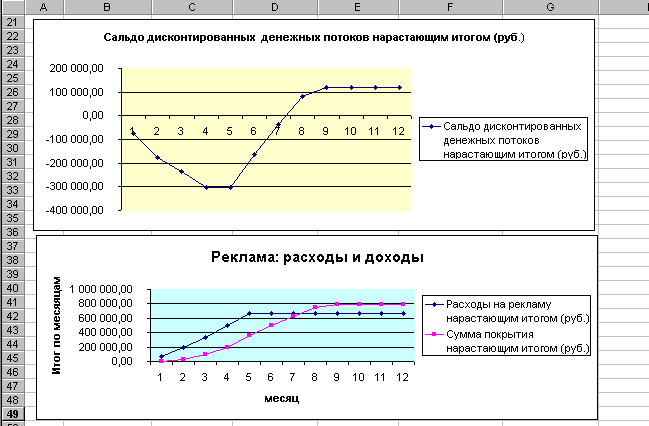 A B C D E F G
21
22
23
24
25
26
27
28
29
30
31
32
33
34
35
36
37
38
39
40
41
42
43
44
45
46
47
48
49
Сальдо дисконтированных денежных потоков нарастающим итогом (руб.)
200 000,00
100 000,00
0,00
-100 000,00
-200 000,00
-300 000,00
-400 000,00
1 2 3 4 5 6 7 8 9 10 11 12
Сальдо дисконтированных
денежных потоков
нарастающим итогом (руб.)
Реклама: расходы и доходы
Итог по месяцам
1 000 000,00
800 000,00
600 000,00
400 000,00
200 000,00
0,00
1 2 3 4 5 6 7 8 9 10 11 12
месяц
Расходы на рекламу
нарастающим итогом (руб.)
Сумма покрытия
нарастающим итогом (руб.)